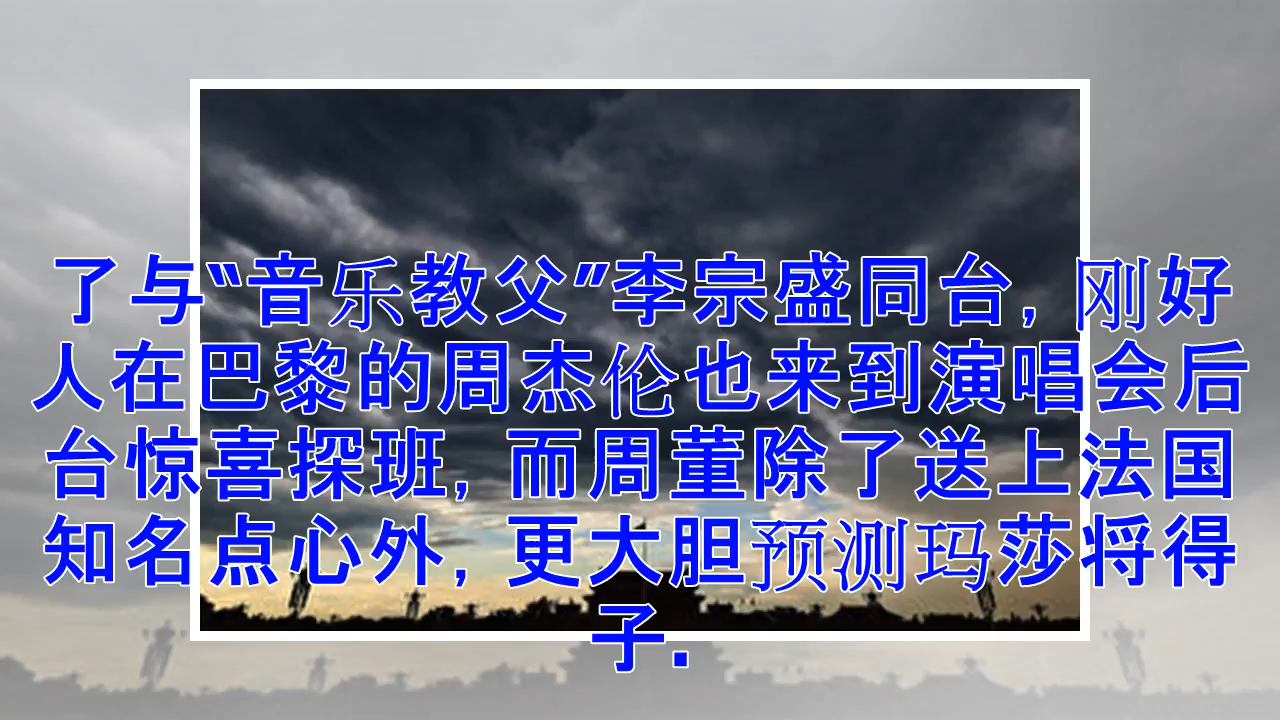 了与“音乐教父”李宗盛同台, 刚好
人在巴黎的周杰伦也来到演唱会后
台惊喜探班, 而周董除了送上法国
知名点心外, 更大胆预测玛莎将得
子.